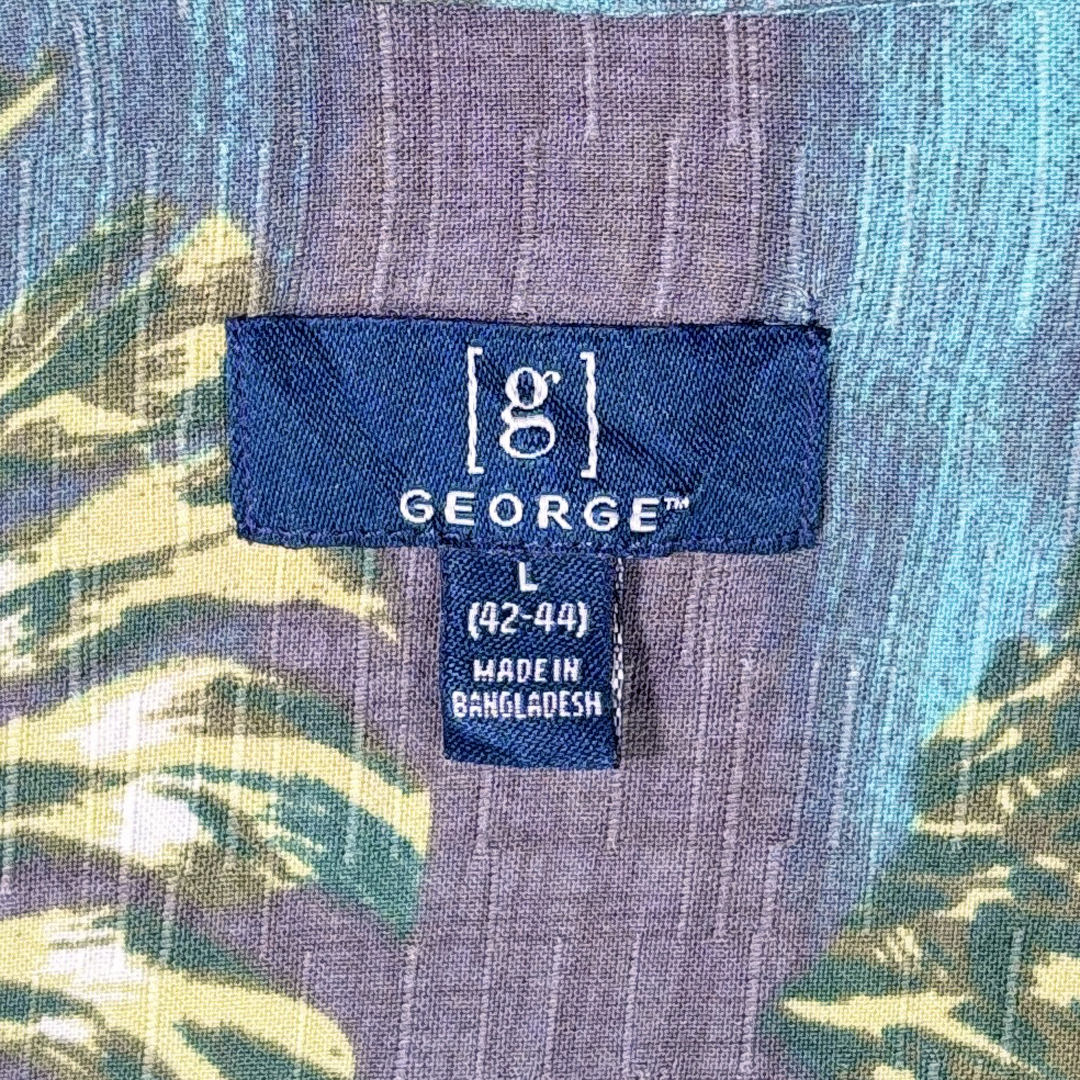 [g]
GEORGE™
L
(42-44)
MADE IN
BANGLADESH